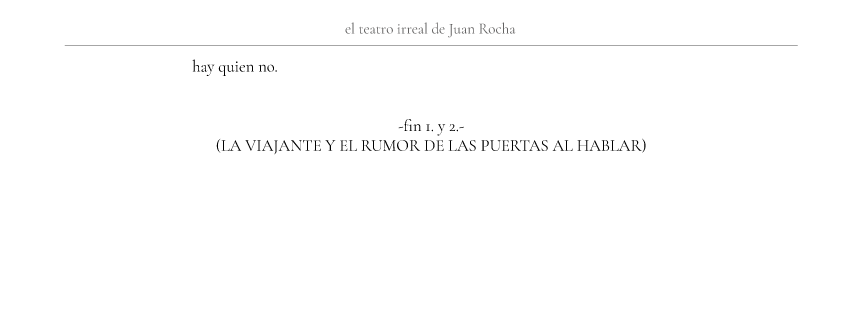 el teatro irreal de Juan Rocha
hay quien no.
-fin 1. y 2.-
(LA VIAJANTE Y EL RUMOR DE LAS PUERTAS AL HABLAR)